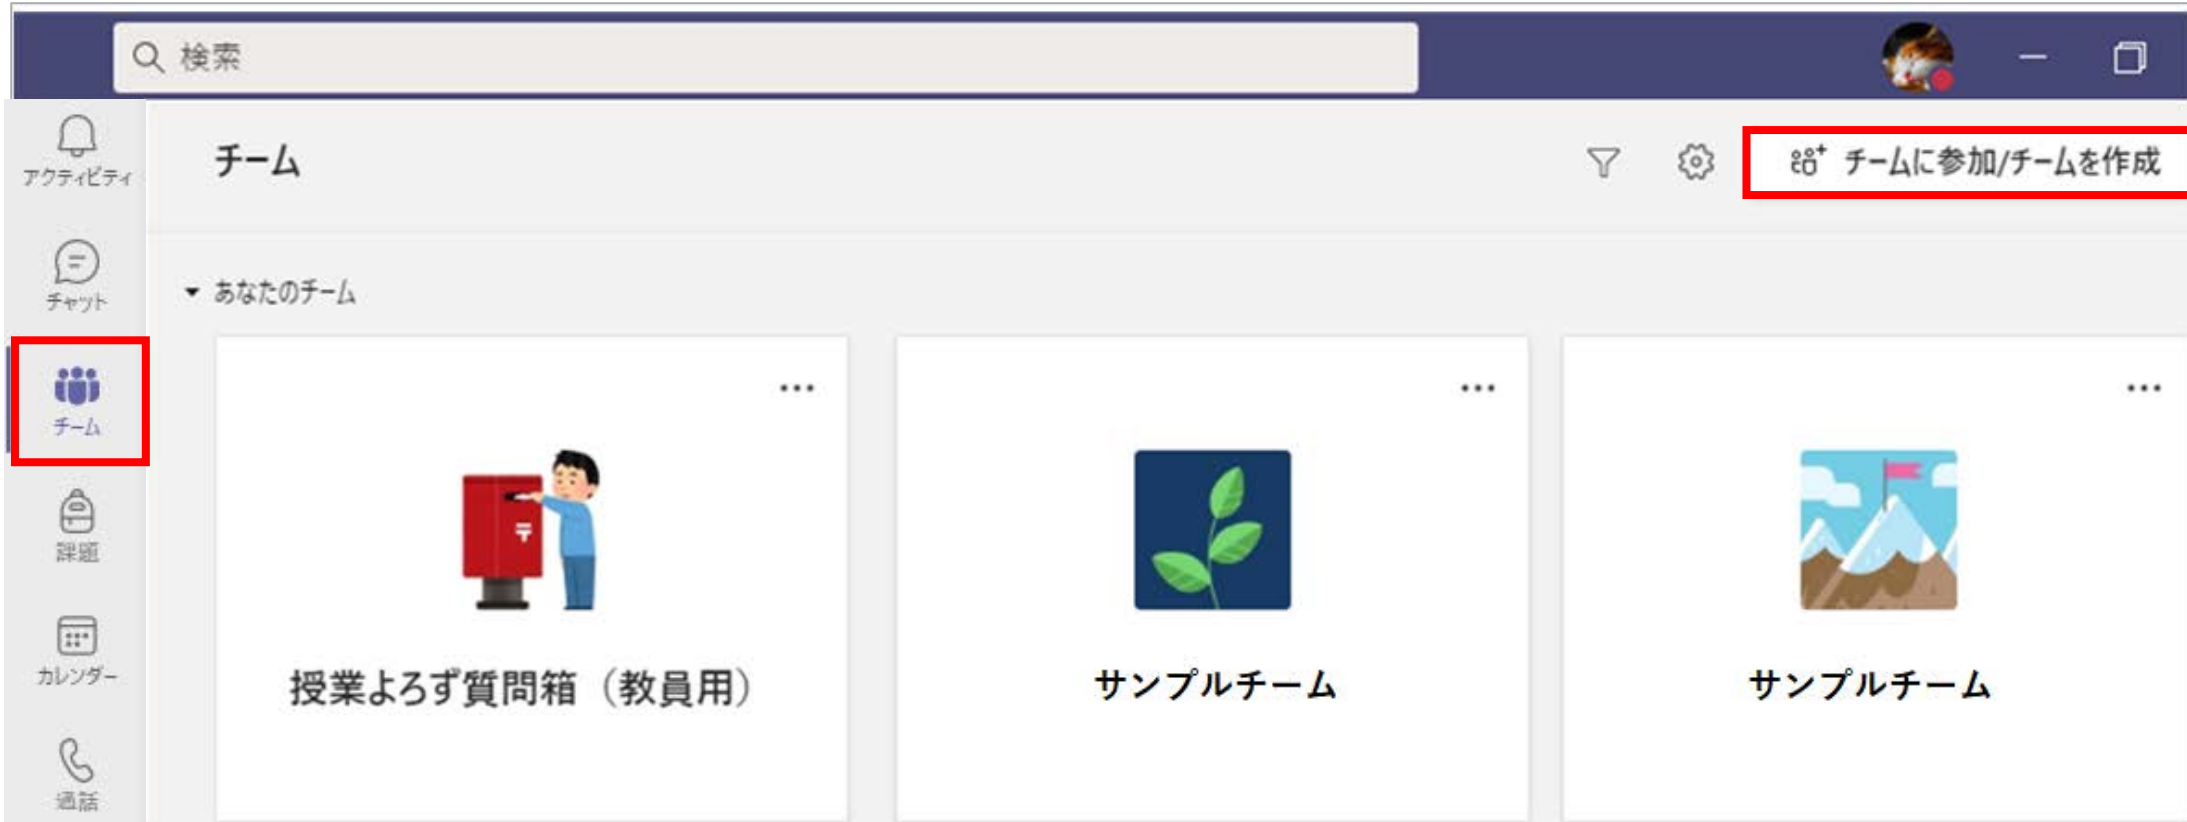 検索
アクティビティ
チーム
チームに参加/チームを作成
チャット
あなたのチーム
チーム
課題
カレンダー
通話
授業よろず質問箱（教員用）
サンプルチーム
サンプルチーム